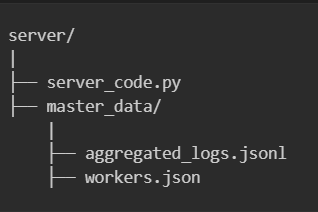 server/
|
├── server_code.py
├── master_data/
    |
    ├── aggregated_logs.jsonl
    ├── workers.json